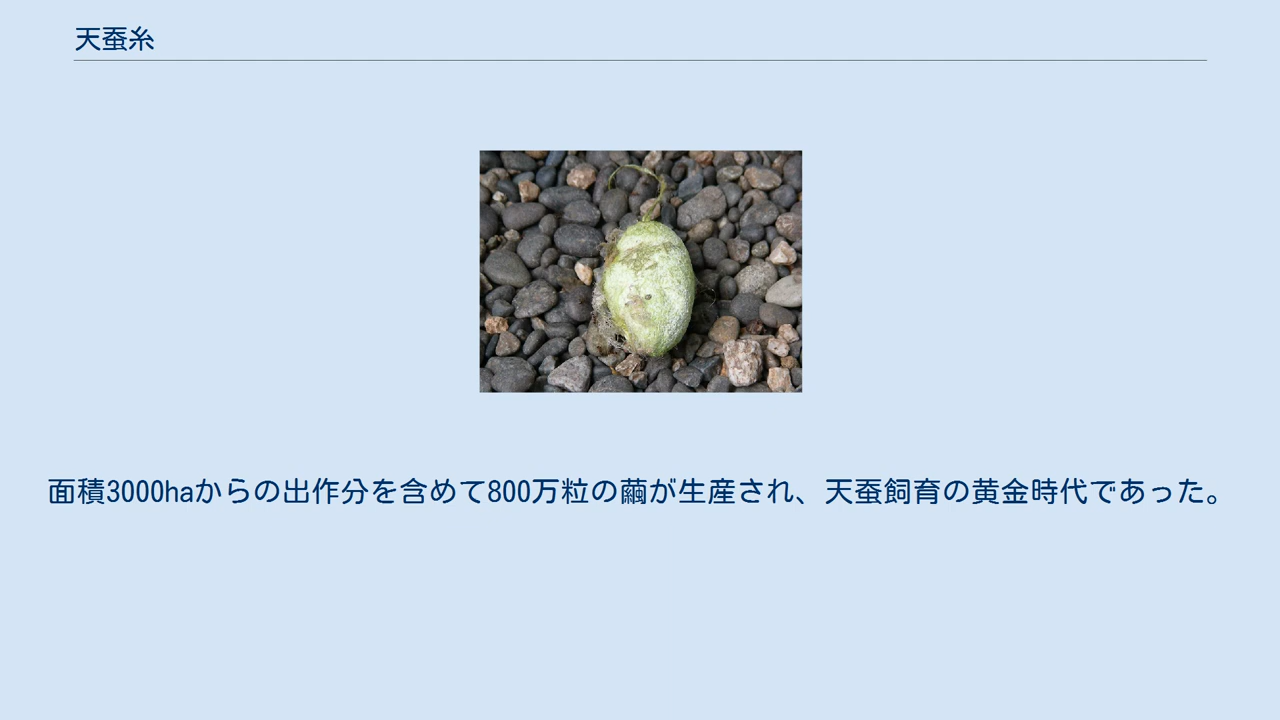 天蚕糸
面積3000haからの出作分を含めて800万粒の繭が生産され、天蚕飼育の黄金時代であった。